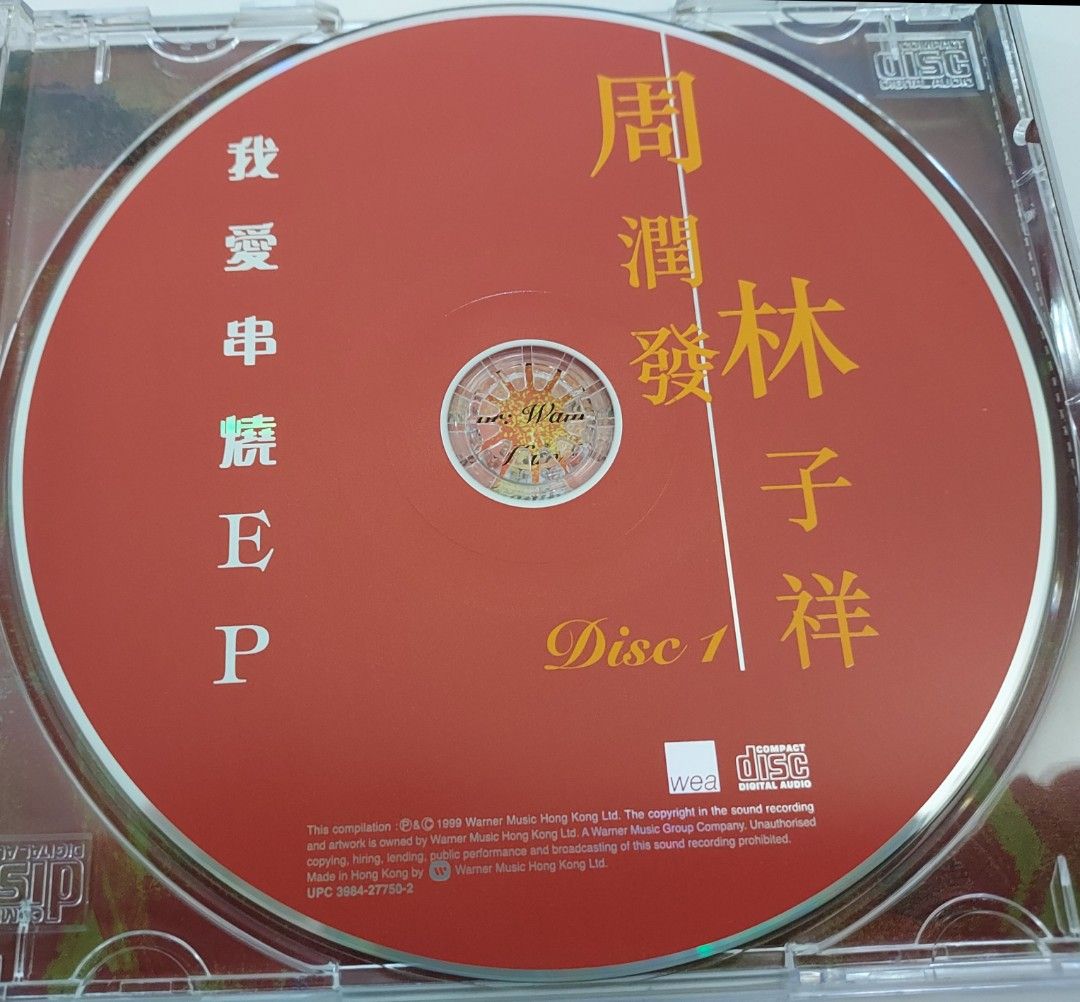 我愛串燒EP
周潤發
林子祥
Disc 1
wea
COMPACT
disc
DIGITAL AUDIO
This compilation : ℗&© 1999 Warner Music Hong Kong Ltd. The copyright in the sound recording
and artwork is owned by Warner Music Hong Kong Ltd. A Warner Music Group Company. Unauthorised
copying, hiring, lending, public performance and broadcasting of this sound recording prohibited.
Made in Hong Kong by Warner Music Hong Kong Ltd.
UPC 3984-27750-2
COMPACT
disc
DIGITAL AUDIO